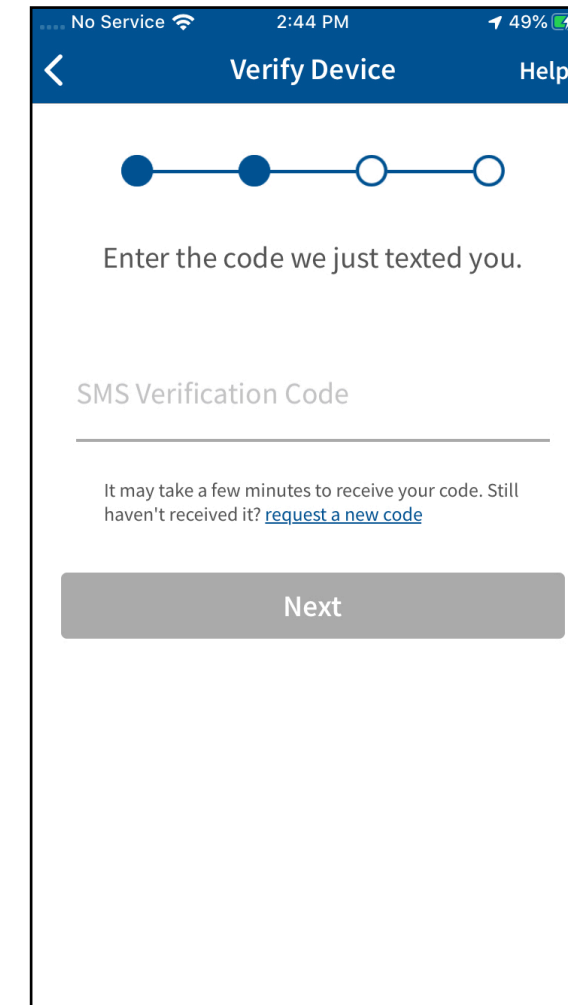 No Service 2:44 PM 49%
Verify Device Help
Enter the code we just texted you.
SMS Verification Code
It may take a few minutes to receive your code. Still
haven't received it? request a new code
Next